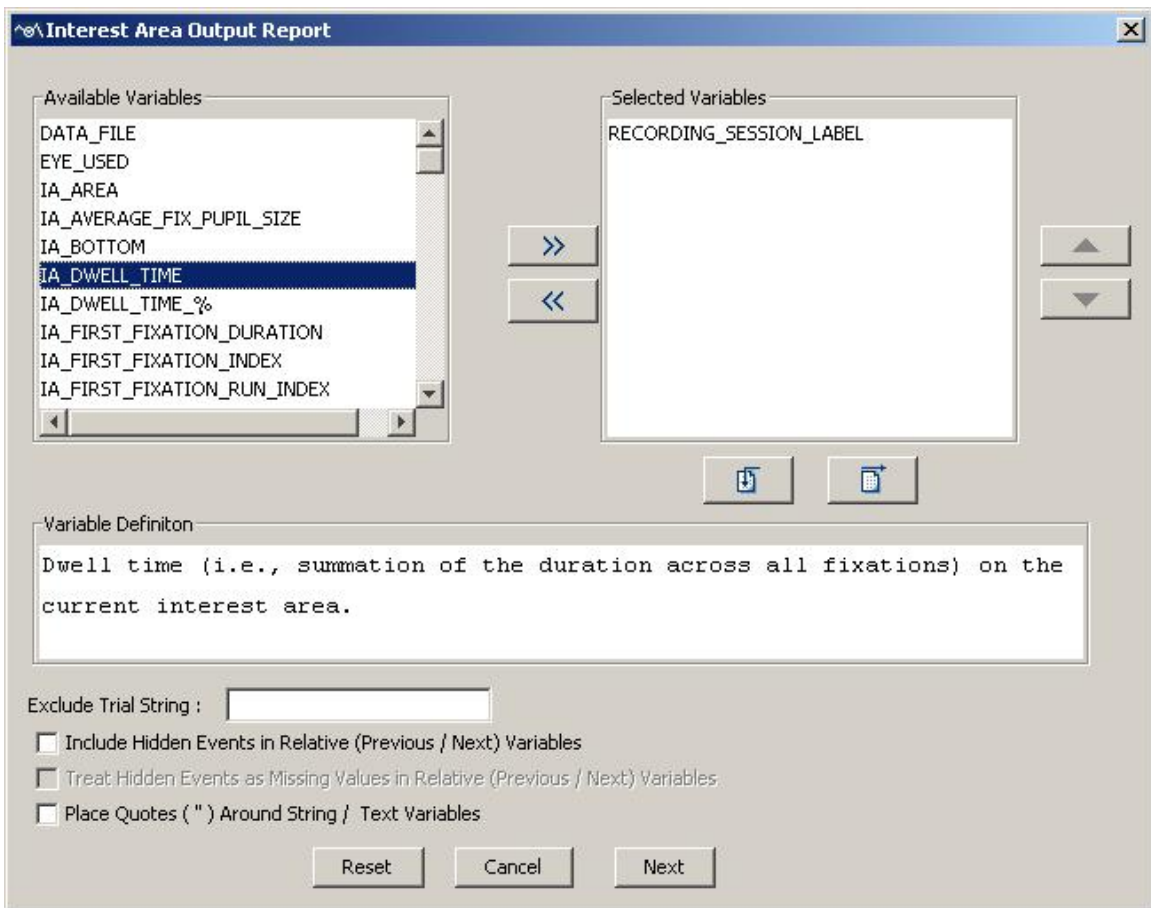 Interest Area Output Report
Available Variables
DATA_FILE
EYE_USED
IA_AREA
IA_AVERAGE_FIX_PUPIL_SIZE
IA_BOTTOM
IA_DWELL_TIME
IA_DWELL_TIME_%
IA_FIRST_FIXATION_DURATION
IA_FIRST_FIXATION_INDEX
IA_FIRST_FIXATION_RUN_INDEX
Selected Variables
RECORDING_SESSION_LABEL
Variable Definiton
Dwell time (i.e., summation of the duration across all fixations) on the
current interest area.
Exclude Trial String :
Include Hidden Events in Relative (Previous / Next) Variables
Treat Hidden Events as Missing Values in Relative (Previous / Next) Variables
Place Quotes ( " ) Around String / Text Variables
Reset Cancel Next